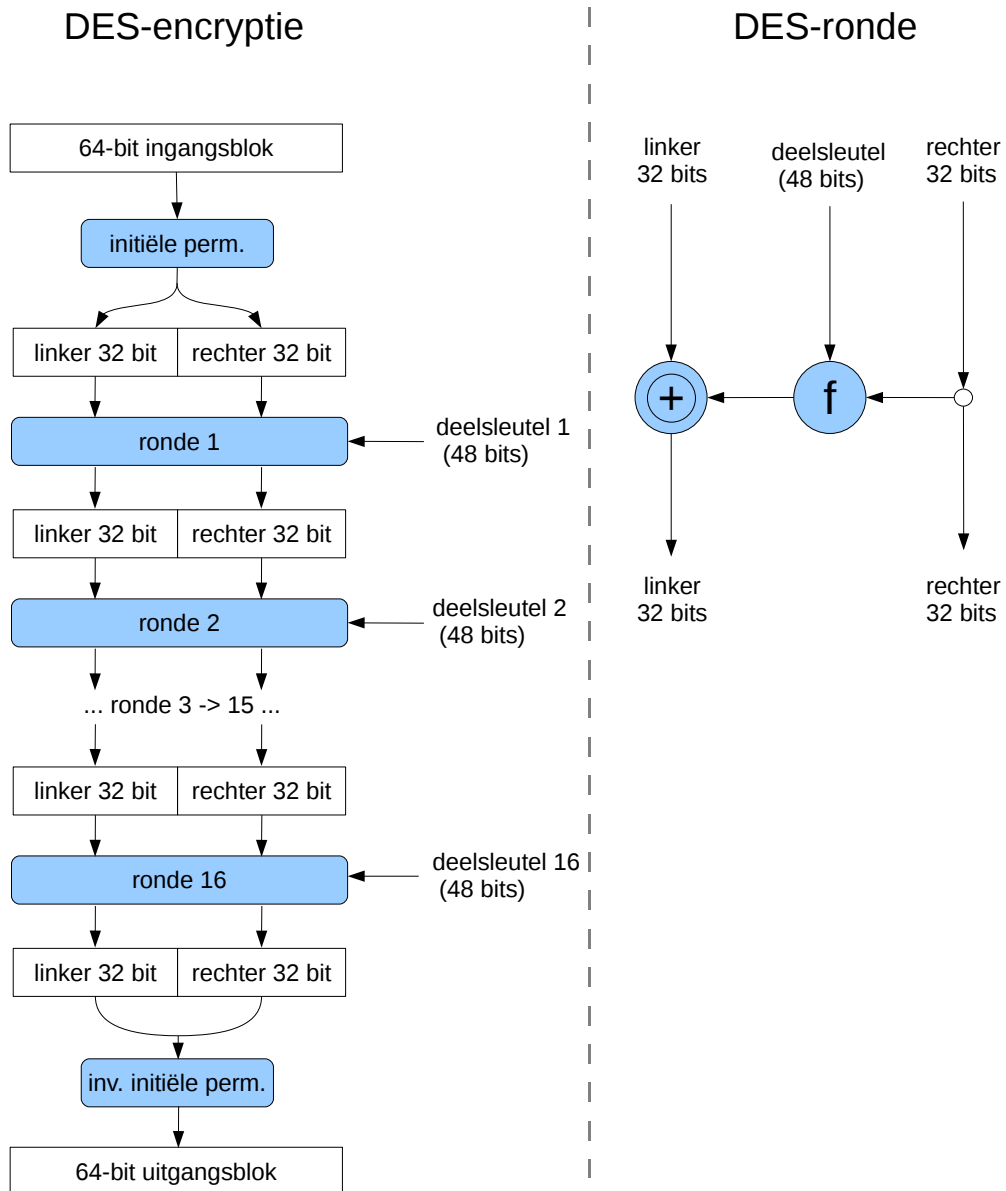 DES-encryptie
64-bit ingangsblok
initiële perm.
linker 32 bit
rechter 32 bit
ronde 1
deelsleutel 1
(48 bits)
linker 32 bit
rechter 32 bit
ronde 2
deelsleutel 2
(48 bits)
... ronde 3 -> 15 ...
linker 32 bit
rechter 32 bit
ronde 16
deelsleutel 16
(48 bits)
linker 32 bit
rechter 32 bit
inv. initiële perm.
64-bit uitgangsblok
DES-ronde
linker
32 bits
deelsleutel
(48 bits)
rechter
32 bits
+
f
linker
32 bits
rechter
32 bits